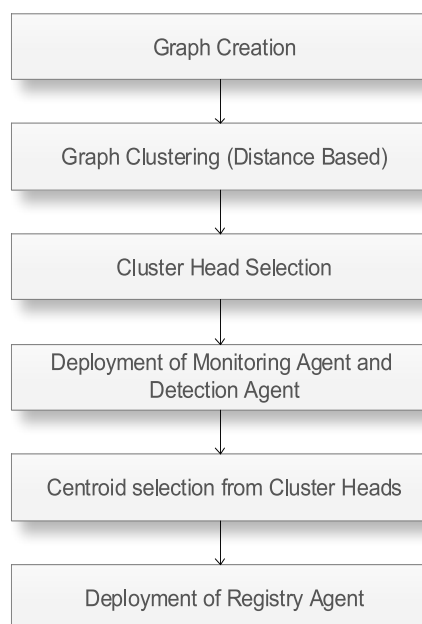 Graph Creation
Graph Clustering (Distance Based)
Cluster Head Selection
Deployment of Monitoring Agent and
Detection Agent
Centroid selection from Cluster Heads
Deployment of Registry Agent